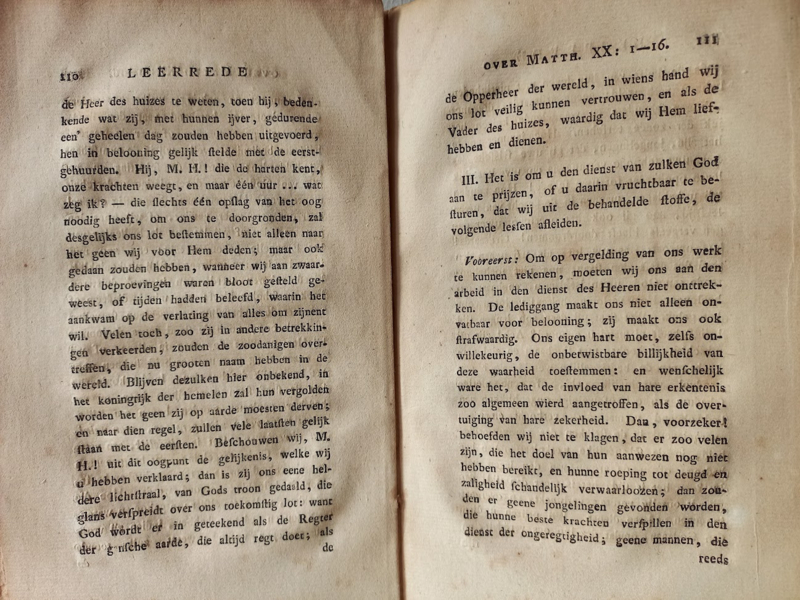 110 LEERREDE
de Heer des huizes te weten, toen hij, beden-
kende wat zij, met hunnen ijver, gedurende
een' geheelen dag zouden hebben uitgevoerd,
hen in belooning gelijk ſtelde met de eerst-
gehuurden. Hij, M. H.! die de harten kent,
onze krachten weegt, en maar één uur ... wat
zeg ik? — die ſlechts één opſlag van het oog
noodig heeft, om ons te doorgronden, zal
desgelijks ons lot beſtemmen, niet alleen naar
het geen wij voor Hem deden; maar ook
gedaan zouden hebben, wanneer wij aan zwaar-
dere beproevingen waren bloot geſteld ge-
weest, of tijden hadden beleefd, waarin het
aankwam op de verlating van alles om zijnent
wil. Velen toch, zoo zij in andere betrekkin-
gen verkeerden, zouden de zoodanigen over-
treffen, die nu grooten naam hebben in de
wereld. Blijven dezulken hier onbekend, in
het koningrijk der hemelen zal hun vergolden
worden het geen zij op aarde moesten derven;
en naar dien regel, zullen vele laatſten gelijk
ſtaan met de eerſten. Beſchouwen wij, M.
H.! uit dit oogpunt de gelijkenis, welke wij
u hebben verklaard; dan is zij ons eene hel-
dere lichtſtraal, van Gods troon gedaald, die
glans verſpreidt over ons toekomſtig lot: want
God wordt er in geteekend als de Regter
der ganſche aarde, die altijd regt doet; als
de
OVER MATTH. XX: 1—16. 111
de Opperheer der wereld, in wiens hand wij
ons lot veilig kunnen vertrouwen, en als de
Vader des huizes, waardig dat wij Hem lief-
hebben en dienen.
III. Het is om u den dienst van zulken God
aan te prijzen, of u daarin vruchtbaar te be-
ſturen, dat wij uit de behandelde ſtoffe, de
volgende lesſen afleiden.
Vooreerst: Om op vergelding van ons werk
te kunnen rekenen, moeten wij ons aan den
arbeid in den dienst des Heeren niet onttrek-
ken. De lediggang maakt ons niet alleen on-
vatbaar voor belooning; zij maakt ons ook
ſtrafwaardig. Ons eigen hart moet, zelfs on-
willekeurig, de onbetwistbare billijkheid van
deze waarheid toeſtemmen: en wenſchelijk
ware het, dat de invloed van hare erkentenis
zoo algemeen wierd aangetroffen, als de over-
tuiging van hare zekerheid. Dan, voorzeker!
behoefden wij niet te klagen, dat er zoo velen
zijn, die het doel van hun aanwezen nog niet
hebben bereikt, en hunne roeping tot deugd en
zaligheid ſchandelijk verwaarloozen; dan zou-
den er geene jongelingen gevonden worden,
die hunne beste krachten verſpillen in den
dienst der ongeregtigheid; geene mannen, die
reeds